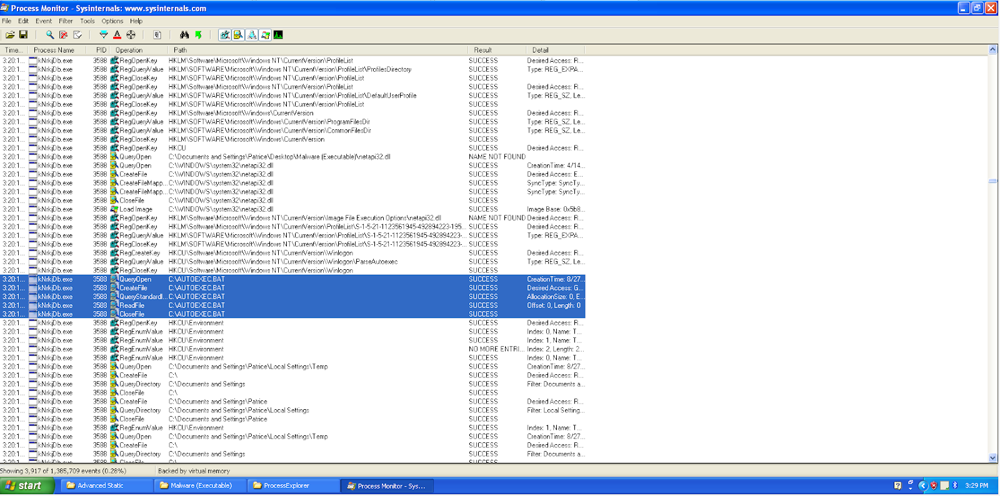 Process Monitor - Sysinternals: www.sysinternals.com
File Edit Event Filter Tools Options Help
Time... Process Name PID Operation Path Result Detail
3:20:1... kNrkjDb.exe 3588 RegOpenKey HKLM\Software\Microsoft\Windows NT\CurrentVersion\ProfileList SUCCESS Desired Access: R...
3:20:1... kNrkjDb.exe 3588 RegQueryValue HKLM\SOFTWARE\Microsoft\Windows NT\CurrentVersion\ProfileList\ProfilesDirectory SUCCESS Type: REG_EXPA...
3:20:1... kNrkjDb.exe 3588 RegCloseKey HKLM\SOFTWARE\Microsoft\Windows NT\CurrentVersion\ProfileList SUCCESS
3:20:1... kNrkjDb.exe 3588 RegOpenKey HKLM\Software\Microsoft\Windows NT\CurrentVersion\ProfileList SUCCESS Desired Access: R...
3:20:1... kNrkjDb.exe 3588 RegQueryValue HKLM\SOFTWARE\Microsoft\Windows NT\CurrentVersion\ProfileList\DefaultUserProfile SUCCESS Type: REG_SZ, Le...
3:20:1... kNrkjDb.exe 3588 RegCloseKey HKLM\SOFTWARE\Microsoft\Windows NT\CurrentVersion\ProfileList SUCCESS
3:20:1... kNrkjDb.exe 3588 RegOpenKey HKLM\Software\Microsoft\Windows\CurrentVersion SUCCESS Desired Access: R...
3:20:1... kNrkjDb.exe 3588 RegQueryValue HKLM\SOFTWARE\Microsoft\Windows\CurrentVersion\ProgramFilesDir SUCCESS Type: REG_SZ, Le...
3:20:1... kNrkjDb.exe 3588 RegQueryValue HKLM\SOFTWARE\Microsoft\Windows\CurrentVersion\CommonFilesDir SUCCESS Type: REG_SZ, Le...
3:20:1... kNrkjDb.exe 3588 RegCloseKey HKLM\SOFTWARE\Microsoft\Windows\CurrentVersion SUCCESS
3:20:1... kNrkjDb.exe 3588 RegOpenKey HKCU SUCCESS Desired Access: R...
3:20:1... kNrkjDb.exe 3588 QueryOpen C:\Documents and Settings\Patrice\Desktop\Malware (Executable)\netapi32.dll NAME NOT FOUND
3:20:1... kNrkjDb.exe 3588 QueryOpen C:\WINDOWS\system32\netapi32.dll SUCCESS CreationTime: 4/14...
3:20:1... kNrkjDb.exe 3588 CreateFile C:\WINDOWS\system32\netapi32.dll SUCCESS Desired Access: E...
3:20:1... kNrkjDb.exe 3588 CreateFileMapp... C:\WINDOWS\system32\netapi32.dll SUCCESS SyncType: SyncTy...
3:20:1... kNrkjDb.exe 3588 CreateFileMapp... C:\WINDOWS\system32\netapi32.dll SUCCESS SyncType: SyncTy...
3:20:1... kNrkjDb.exe 3588 CloseFile C:\WINDOWS\system32\netapi32.dll SUCCESS
3:20:1... kNrkjDb.exe 3588 Load Image C:\WINDOWS\system32\netapi32.dll SUCCESS Image Base: 0x5b8...
3:20:1... kNrkjDb.exe 3588 RegOpenKey HKLM\Software\Microsoft\Windows NT\CurrentVersion\Image File Execution Options\netapi32.dll NAME NOT FOUND Desired Access: R...
3:20:1... kNrkjDb.exe 3588 RegOpenKey HKLM\Software\Microsoft\Windows NT\CurrentVersion\ProfileList\S-1-5-21-1123561945-492894223-195... SUCCESS Desired Access: R...
3:20:1... kNrkjDb.exe 3588 RegQueryValue HKLM\SOFTWARE\Microsoft\Windows NT\CurrentVersion\ProfileList\S-1-5-21-1123561945-492894223-... SUCCESS Type: REG_EXPA...
3:20:1... kNrkjDb.exe 3588 RegCloseKey HKLM\SOFTWARE\Microsoft\Windows NT\CurrentVersion\ProfileList\S-1-5-21-1123561945-492894223-... SUCCESS
3:20:1... kNrkjDb.exe 3588 RegCreateKey HKCU\Software\Microsoft\Windows NT\CurrentVersion\Winlogon SUCCESS Desired Access: R...
3:20:1... kNrkjDb.exe 3588 RegQueryValue HKCU\Software\Microsoft\Windows NT\CurrentVersion\Winlogon\ParseAutoexec SUCCESS Type: REG_SZ, Le...
3:20:1... kNrkjDb.exe 3588 RegCloseKey HKCU\Software\Microsoft\Windows NT\CurrentVersion\Winlogon SUCCESS
3:20:1... kNrkjDb.exe 3588 QueryOpen C:\AUTOEXEC.BAT SUCCESS CreationTime: 8/27...
3:20:1... kNrkjDb.exe 3588 CreateFile C:\AUTOEXEC.BAT SUCCESS Desired Access: G...
3:20:1... kNrkjDb.exe 3588 QueryStandardI... C:\AUTOEXEC.BAT SUCCESS AllocationSize: 0, E...
3:20:1... kNrkjDb.exe 3588 ReadFile C:\AUTOEXEC.BAT SUCCESS Offset: 0, Length: 0
3:20:1... kNrkjDb.exe 3588 CloseFile C:\AUTOEXEC.BAT SUCCESS
3:20:1... kNrkjDb.exe 3588 RegOpenKey HKCU\Environment SUCCESS Desired Access: R...
3:20:1... kNrkjDb.exe 3588 RegEnumValue HKCU\Environment SUCCESS Index: 0, Name: T...
3:20:1... kNrkjDb.exe 3588 RegEnumValue HKCU\Environment SUCCESS Index: 1, Name: T...
3:20:1... kNrkjDb.exe 3588 RegEnumValue HKCU\Environment NO MORE ENTRI... Index: 2, Length: 2...
3:20:1... kNrkjDb.exe 3588 RegEnumValue HKCU\Environment SUCCESS Index: 0, Name: T...
3:20:1... kNrkjDb.exe 3588 QueryOpen C:\Documents and Settings\Patrice\Local Settings\Temp SUCCESS CreationTime: 8/27...
3:20:1... kNrkjDb.exe 3588 CreateFile C:\ SUCCESS Desired Access: R...
3:20:1... kNrkjDb.exe 3588 QueryDirectory C:\Documents and Settings SUCCESS Filter: Documents a...
3:20:1... kNrkjDb.exe 3588 CloseFile C:\ SUCCESS
3:20:1... kNrkjDb.exe 3588 CreateFile C:\Documents and Settings\Patrice SUCCESS Desired Access: R...
3:20:1... kNrkjDb.exe 3588 QueryDirectory C:\Documents and Settings\Patrice\Local Settings SUCCESS Filter: Local Setting...
3:20:1... kNrkjDb.exe 3588 CloseFile C:\Documents and Settings\Patrice SUCCESS
3:20:1... kNrkjDb.exe 3588 RegEnumValue HKCU\Environment SUCCESS Index: 1, Name: T...
3:20:1... kNrkjDb.exe 3588 QueryOpen C:\Documents and Settings\Patrice\Local Settings\Temp SUCCESS CreationTime: 8/27...
3:20:1... kNrkjDb.exe 3588 CreateFile C:\ SUCCESS Desired Access: R...
3:20:1... kNrkjDb.exe 3588 QueryDirectory C:\Documents and Settings SUCCESS Filter: Documents a...
3:20:1... kNrkjDb.exe 3588 CloseFile C:\ SUCCESS
Showing 3,917 of 1,385,709 events (0.28%) Backed by virtual memory
start Advanced Static Malware (Executable) ProcessExplorer Process Monitor - Sys... 3:29 PM